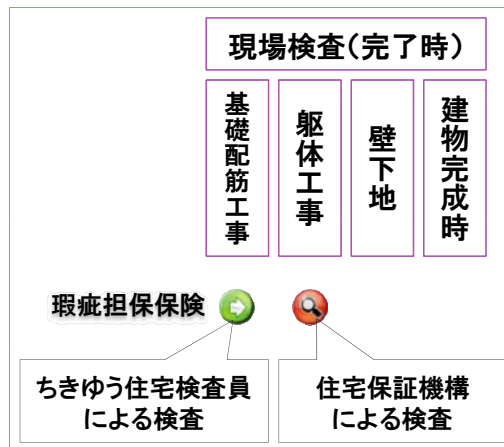 現場検査(完了時)
基礎配筋工事
躯体工事
壁下地
建物完成時
瑕疵担保保険
ちきゆう住宅検査員
による検査
住宅保証機構
による検査